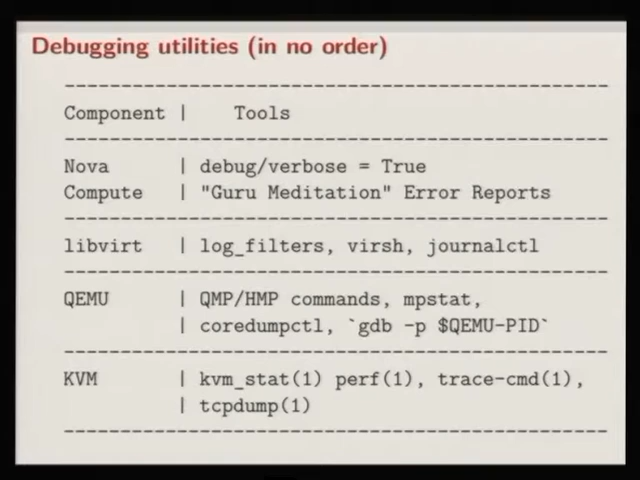 Debugging utilities (in no order)
---------------------------------------------------
Component |    Tools
---------------------------------------------------
Nova      | debug/verbose = True
Compute   | "Guru Meditation" Error Reports
---------------------------------------------------
libvirt   | log_filters, virsh, journalctl
---------------------------------------------------
QEMU      | QMP/HMP commands, mpstat,
          | coredumpctl, `gdb -p $QEMU-PID`
---------------------------------------------------
KVM       | kvm_stat(1) perf(1), trace-cmd(1),
          | tcpdump(1)
---------------------------------------------------